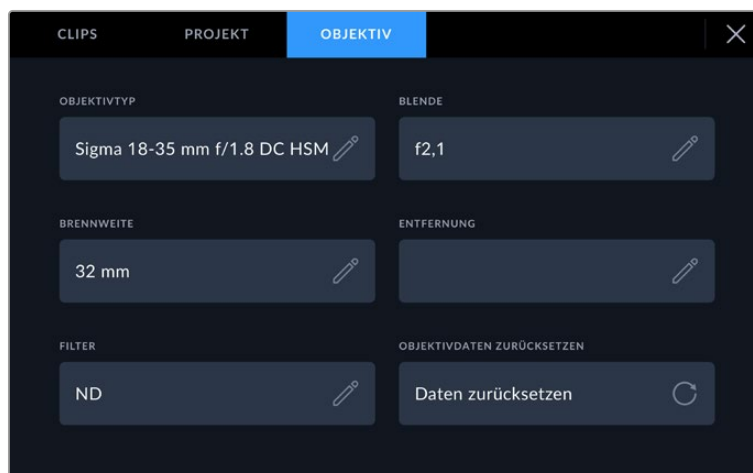 CLIPS PROJEKT OBJEKTIV
OBJEKTIVTYP BLENDE
Sigma 18-35 mm f/1.8 DC HSM f2,1
BRENNWEITE ENTFERNUNG
32 mm
FILTER OBJEKTIVDATEN ZURÜCKSETZEN
ND Daten zurücksetzen